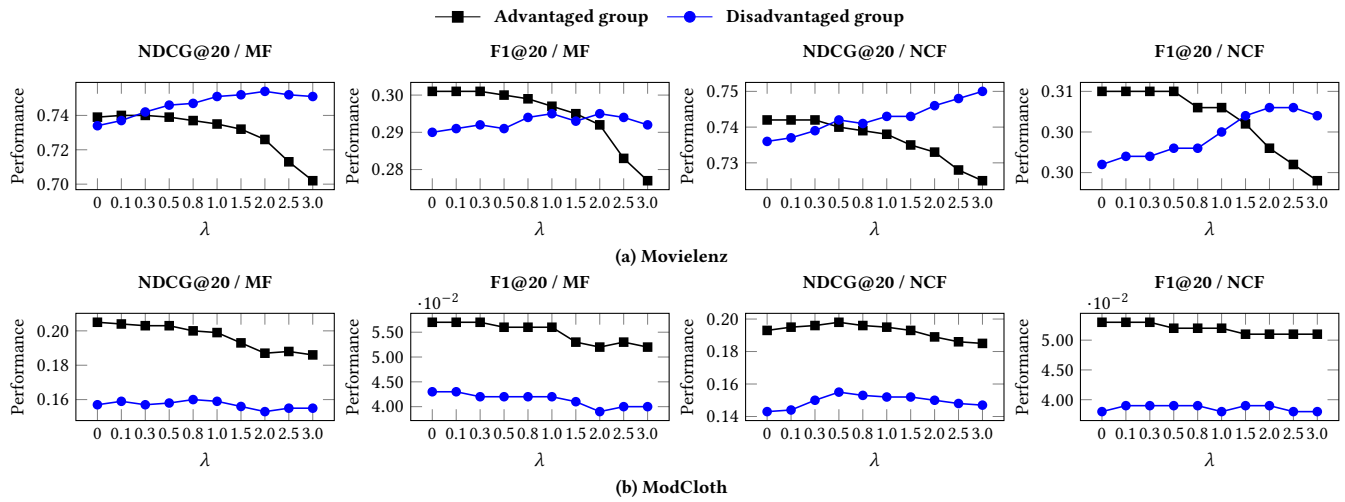 Advantaged group Disadvantaged group
NDCG@20 / MF F1@20 / MF NDCG@20 / NCF F1@20 / NCF
Performance
0.74
0.72
0.70
0 0.1 0.3 0.5 0.8 1.0 1.5 2.0 2.5 3.0
λ
Performance
0.30
0.29
0.28
0 0.1 0.3 0.5 0.8 1.0 1.5 2.0 2.5 3.0
λ
Performance
0.75
0.74
0.73
0 0.1 0.3 0.5 0.8 1.0 1.5 2.0 2.5 3.0
λ
Performance
0.31
0.30
0.30
0 0.1 0.3 0.5 0.8 1.0 1.5 2.0 2.5 3.0
λ
(a) Movielenz
NDCG@20 / MF F1@20 / MF NDCG@20 / NCF F1@20 / NCF
Performance
0.20
0.18
0.16
0 0.1 0.3 0.5 0.8 1.0 1.5 2.0 2.5 3.0
λ
·10⁻²
Performance
5.50
5.00
4.50
4.00
0 0.1 0.3 0.5 0.8 1.0 1.5 2.0 2.5 3.0
λ
Performance
0.20
0.18
0.16
0.14
0 0.1 0.3 0.5 0.8 1.0 1.5 2.0 2.5 3.0
λ
·10⁻²
Performance
5.00
4.50
4.00
0 0.1 0.3 0.5 0.8 1.0 1.5 2.0 2.5 3.0
λ
(b) ModCloth